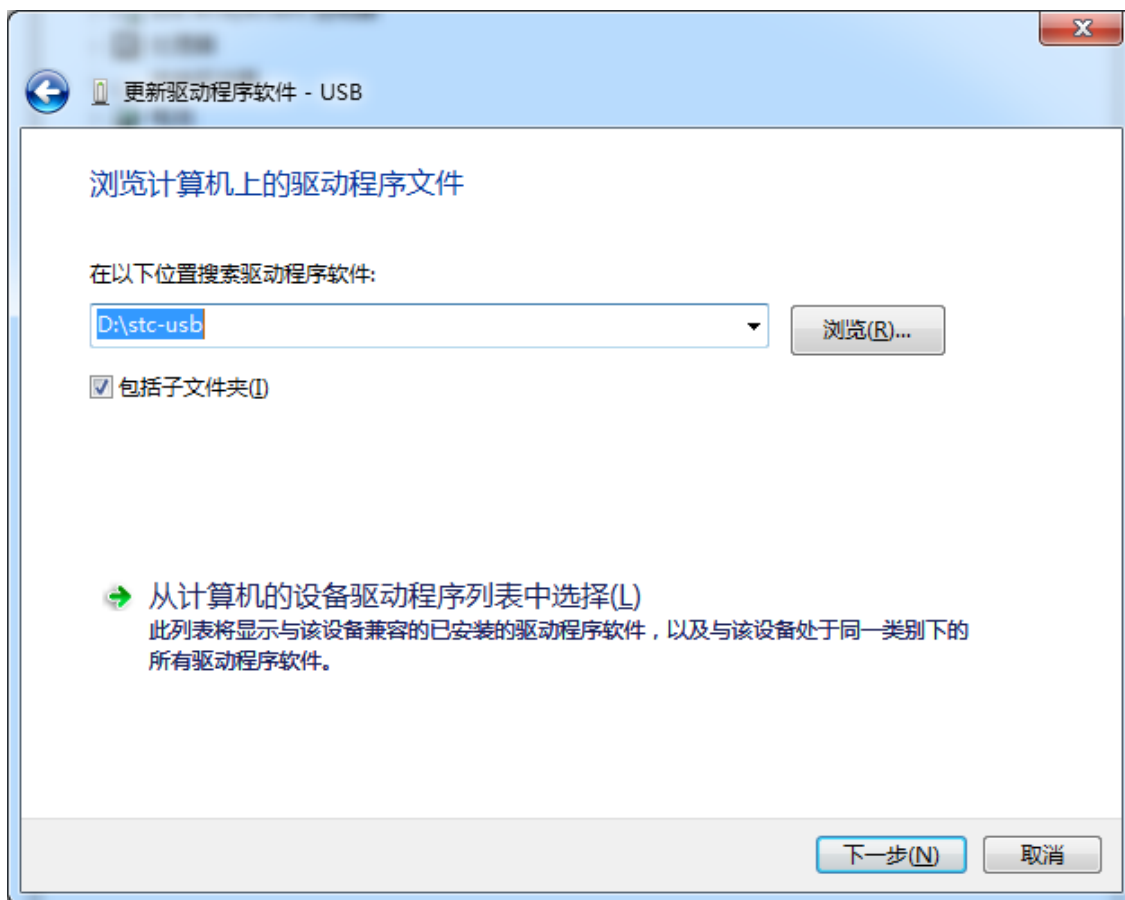 更新驱动程序软件 - USB
浏览计算机上的驱动程序文件
在以下位置搜索驱动程序软件:
D:\stc-usb
浏览(R)...
包括子文件夹(I)
从计算机的设备驱动程序列表中选择(L)
此列表将显示与该设备兼容的已安装的驱动程序软件，以及与该设备处于同一类别下的
所有驱动程序软件。
下一步(N)
取消